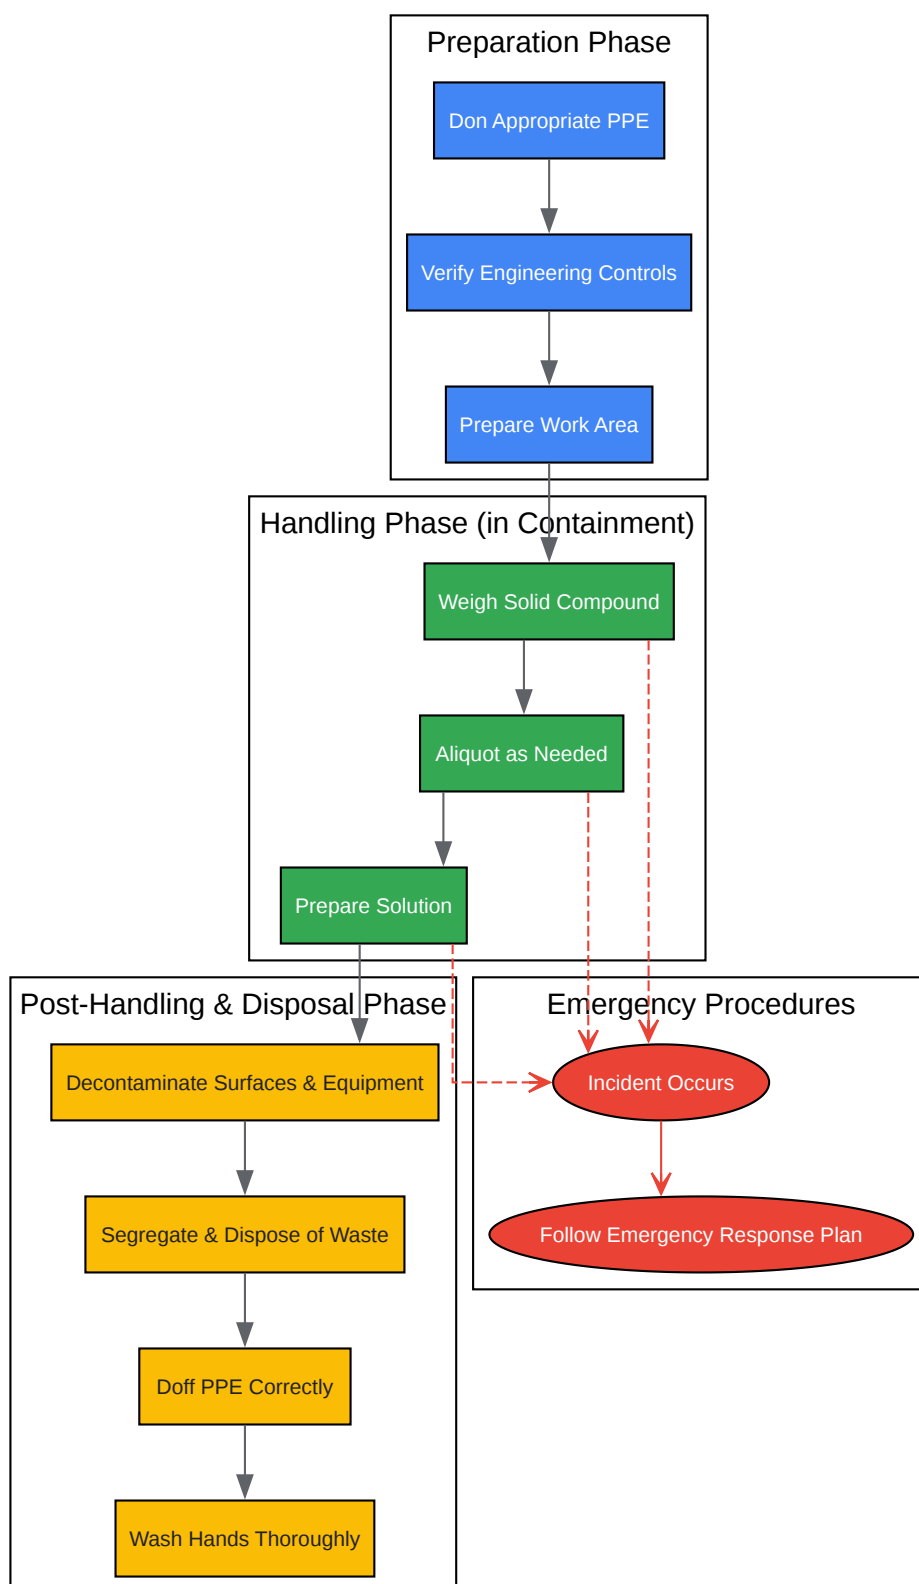 Preparation Phase
Don Appropriate PPE
Verify Engineering Controls
Prepare Work Area
Handling Phase (in Containment)
Weigh Solid Compound
Aliquot as Needed
Prepare Solution
Post-Handling & Disposal Phase
Decontaminate Surfaces & Equipment
Segregate & Dispose of Waste
Doff PPE Correctly
Wash Hands Thoroughly
Emergency Procedures
Incident Occurs
Follow Emergency Response Plan